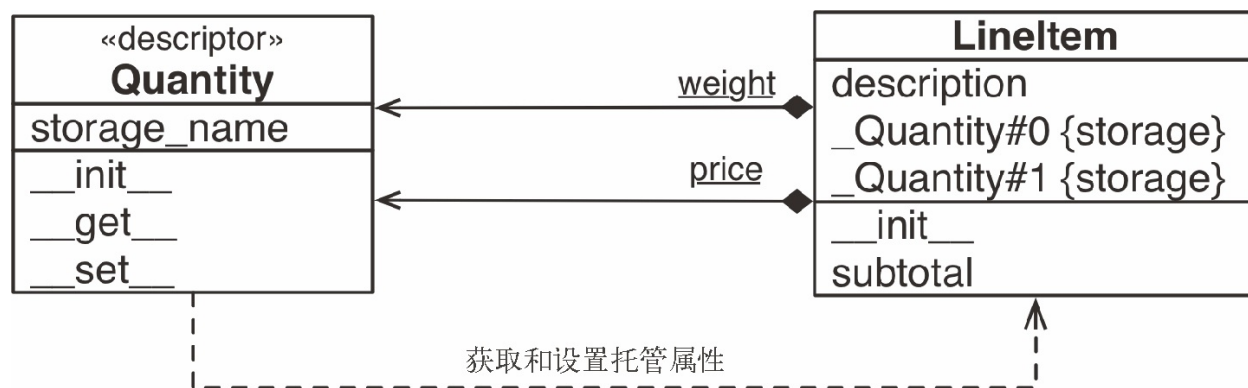 «descriptor»
Quantity
storage_name
__init__
__get__
__set__
weight
price
LineItem
description
_Quantity#0 {storage}
_Quantity#1 {storage}
__init__
subtotal
获取和设置托管属性